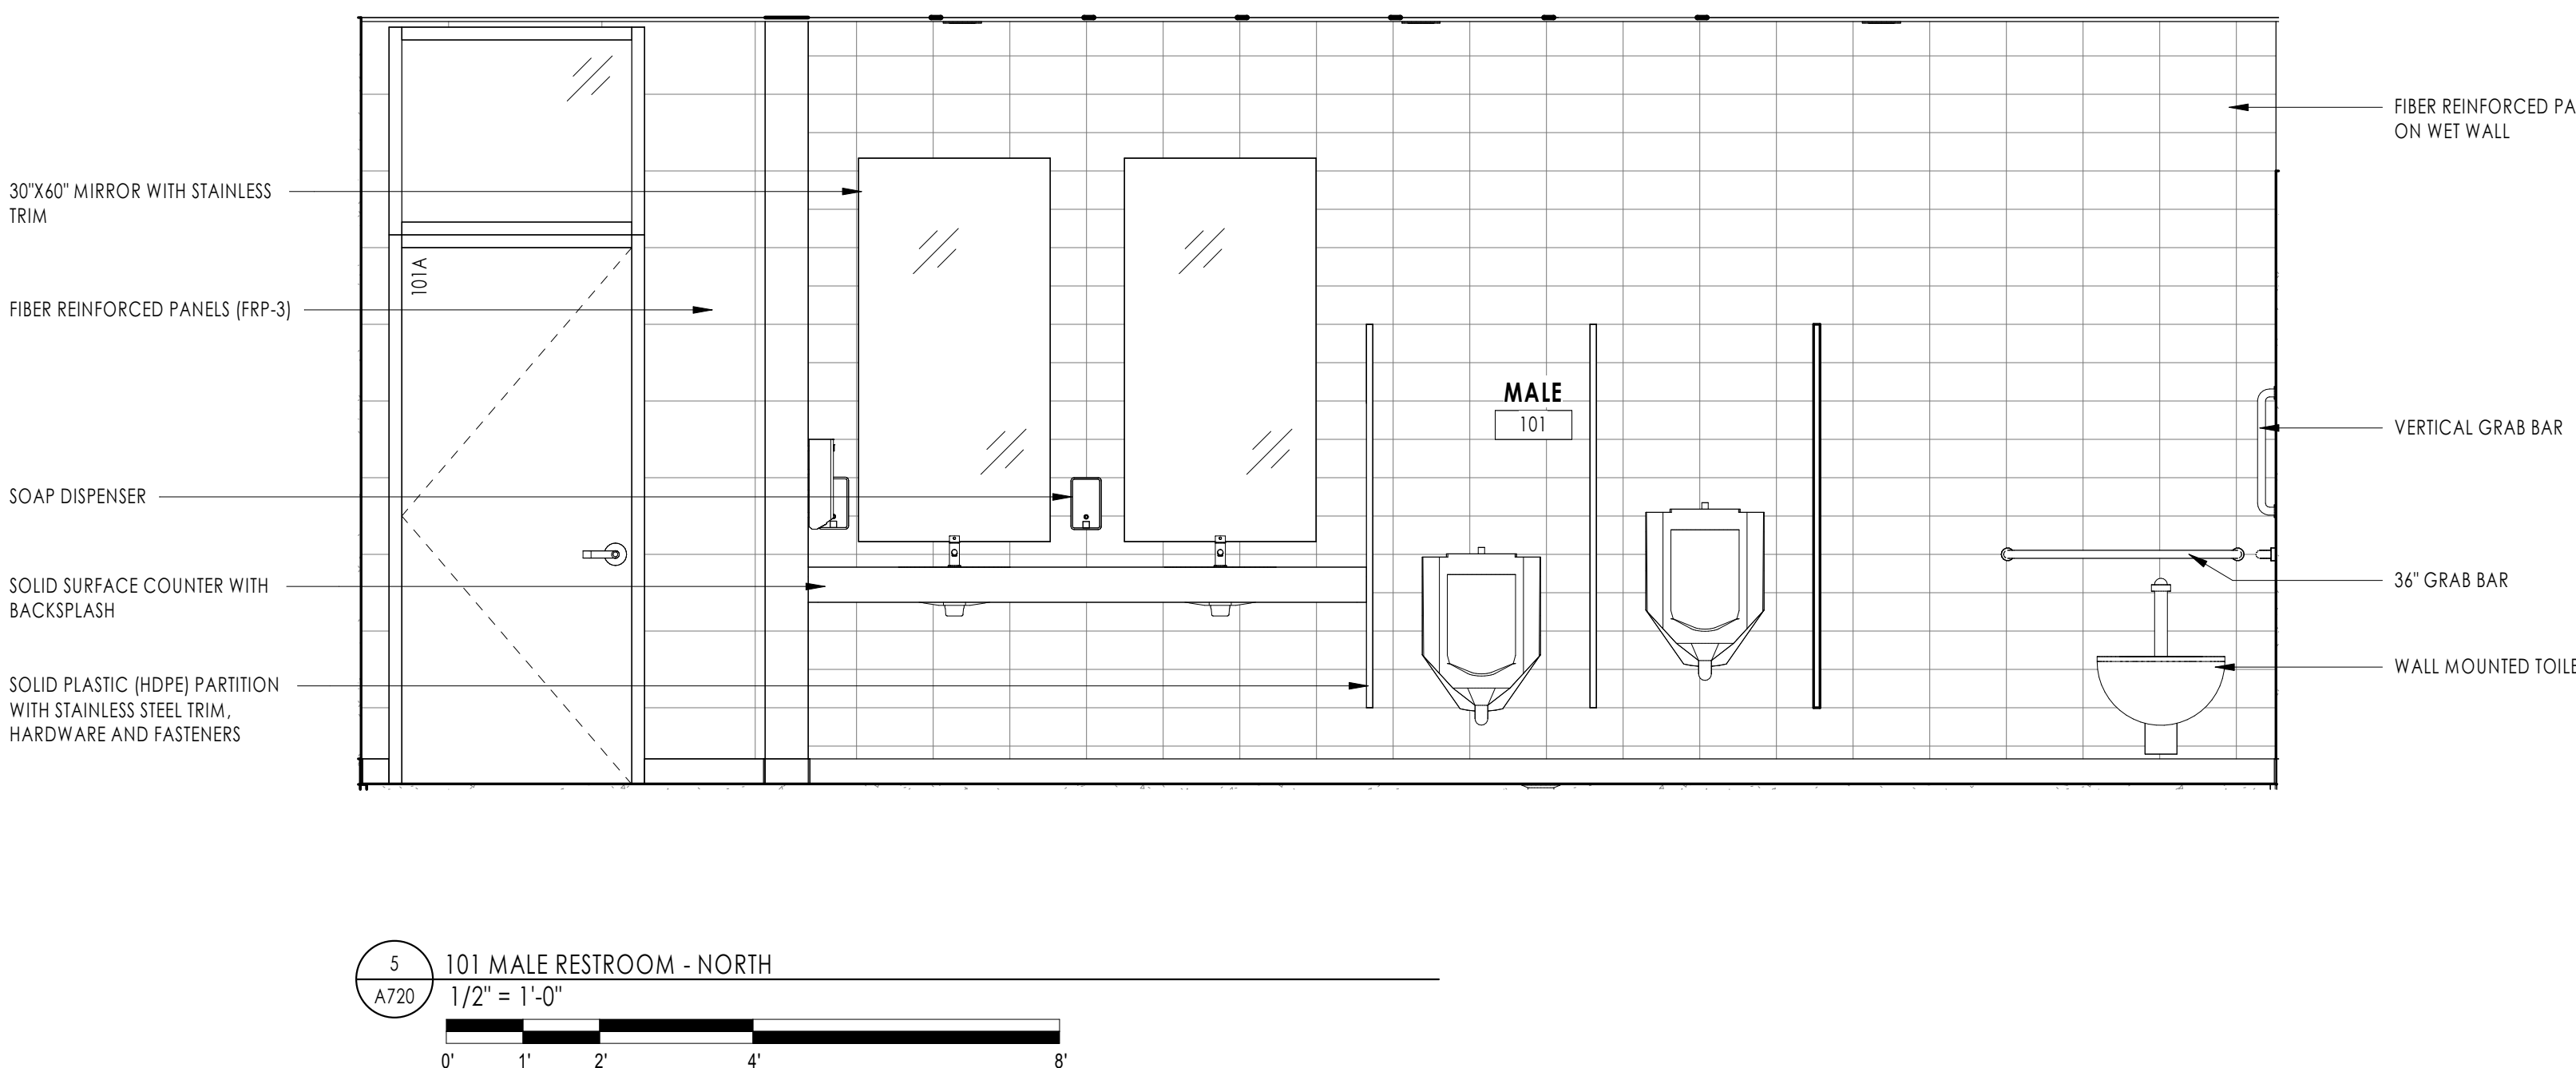 30"X60" MIRROR WITH STAINLESS
TRIM
FIBER REINFORCED PANELS (FRP-3)
SOAP DISPENSER
SOLID SURFACE COUNTER WITH
BACKSPLASH
SOLID PLASTIC (HDPE) PARTITION
WITH STAINLESS STEEL TRIM,
HARDWARE AND FASTENERS
101A
MALE
101
FIBER REINFORCED
ON WET WALL
VERTICAL GRAB BAR
36" GRAB BAR
WALL MOUNTED
5
A720
101 MALE RESTROOM - NORTH
1/2" = 1'-0"
0' 1' 2' 4' 8'